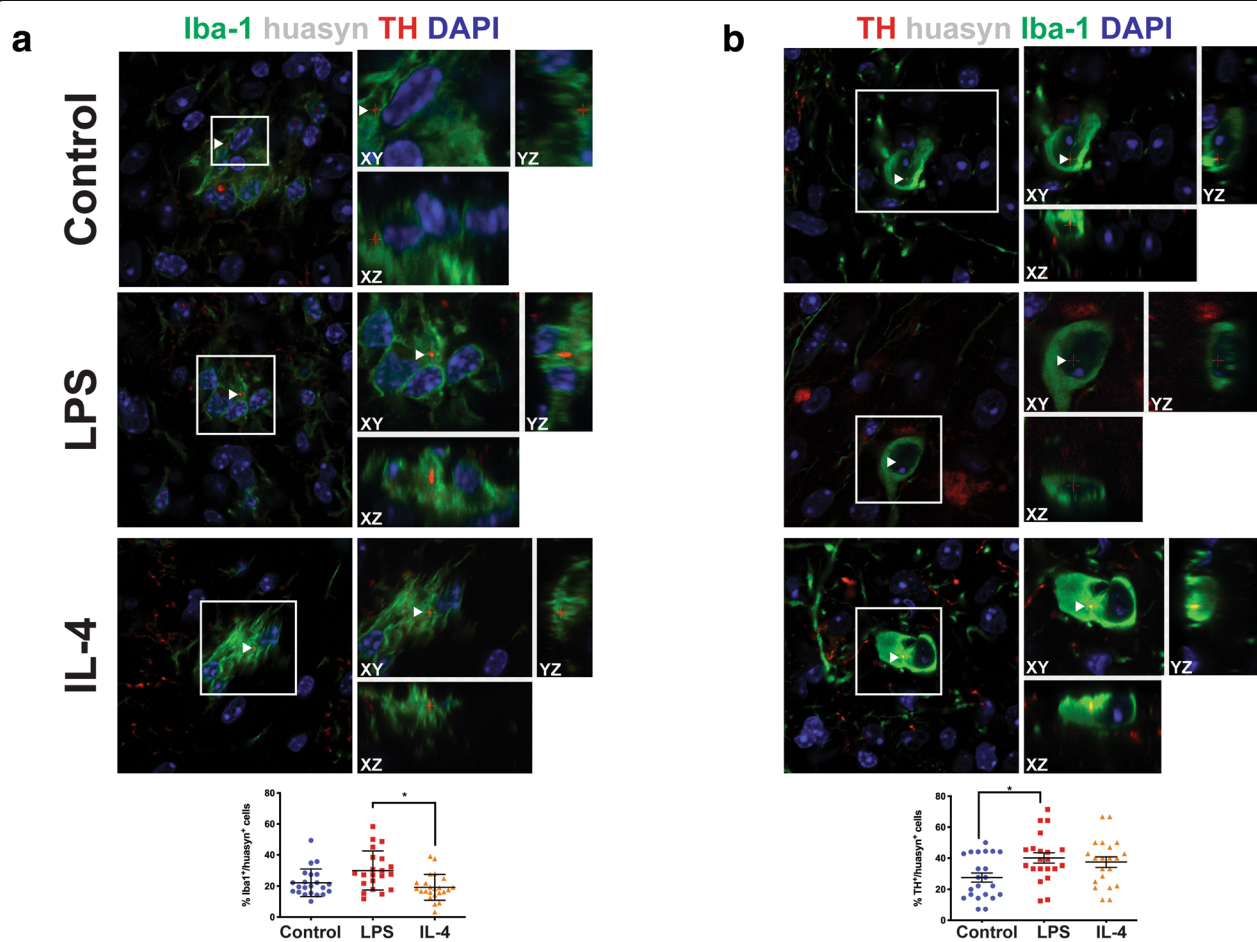 a
Iba-1 huasyn TH DAPI
Control
XY
YZ
XZ
LPS
XY
YZ
XZ
IL-4
XY
YZ
XZ
% Iba1⁺/huasyn⁺ cells
80
60
40
20
0
*
Control LPS IL-4
b
TH huasyn Iba-1 DAPI
XY
YZ
XZ
XY
YZ
XZ
XY
YZ
XZ
% TH⁺/huasyn⁺ cells
80
60
40
20
0
*
Control LPS IL-4